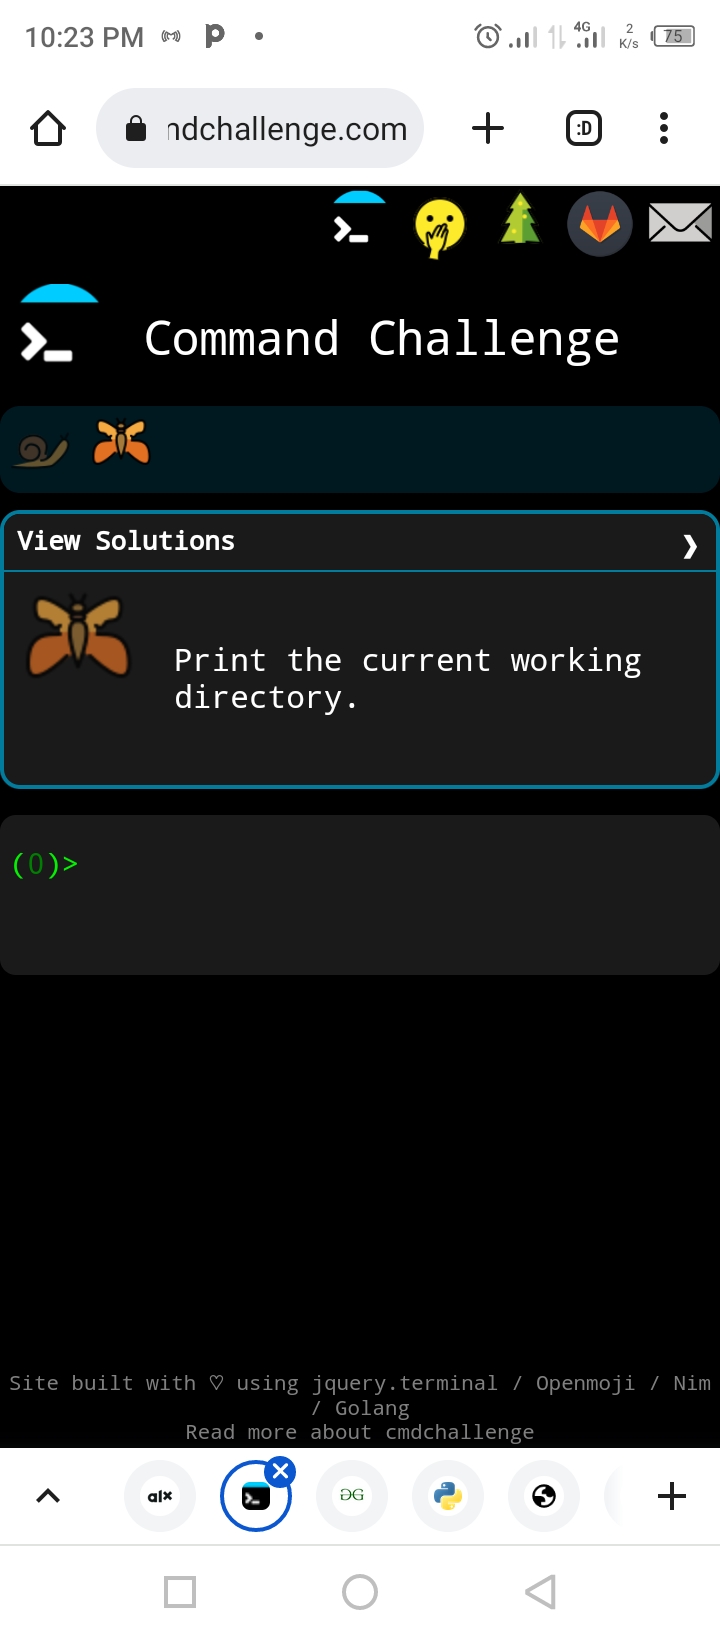 10:23 PM
4G
2
K/s
75
ndchallenge.com
:D
Command Challenge
View Solutions
Print the current working
directory.
(0)>
Site built with ♡ using jquery.terminal / Openmoji / Nim
/ Golang
Read more about cmdchallenge
alx